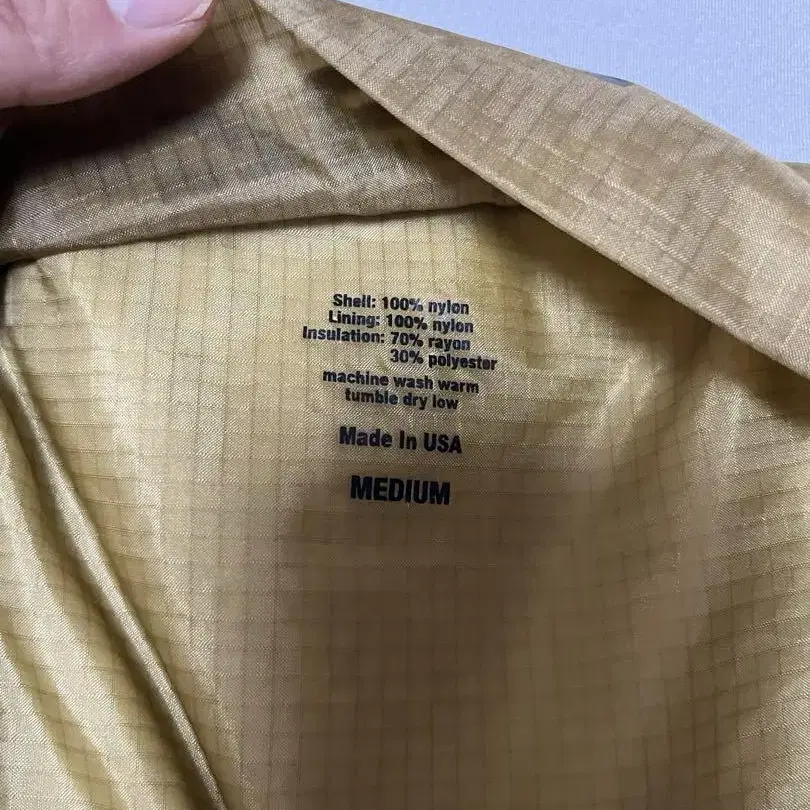 Shell: 100% nylon
Lining: 100% nylon
Insulation: 70% rayon
30% polyester
machine wash warm
tumble dry low
Made In USA
MEDIUM